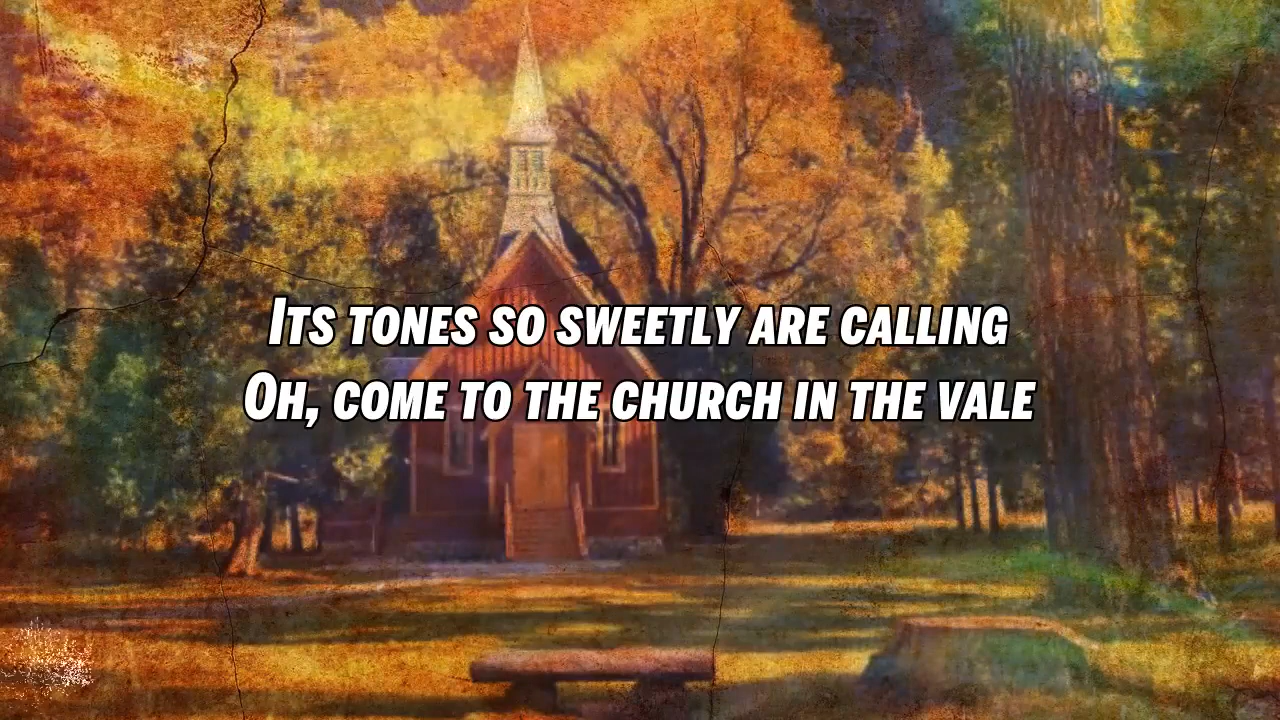 Its tones so sweetly are calling
Oh, come to the church in the vale